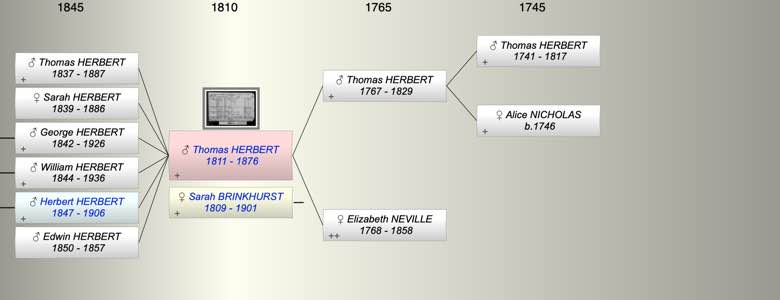 1845 1810 1765 1745
♂ Thomas HERBERT
1837 - 1887
+
♀ Sarah HERBERT
1839 - 1886
♂ George HERBERT
1842 - 1926
+
♂ William HERBERT
1844 - 1936
+
♂ Herbert HERBERT
1847 - 1906
+
♂ Edwin HERBERT
1850 - 1857
♂ Thomas HERBERT
1811 - 1876
+
♀ Sarah BRINKHURST
1809 - 1901
+
♂ Thomas HERBERT
1767 - 1829
+
♀ Elizabeth NEVILLE
1768 - 1858
++
♂ Thomas HERBERT
1741 - 1817
+
♀ Alice NICHOLAS
b.1746
+